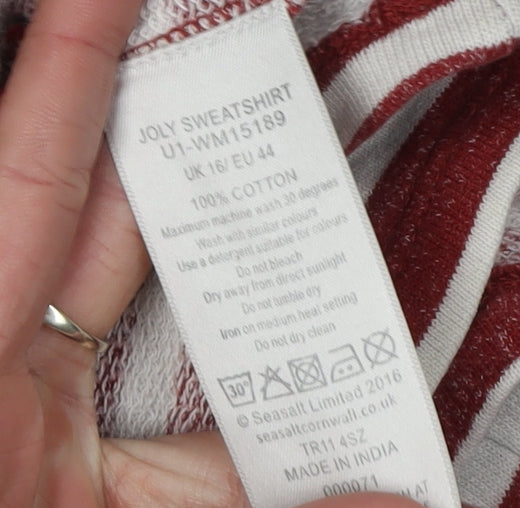 JOLY SWEATSHIRT
U1-WM15189
UK 16/ EU 44
100% COTTON
Maximum machine wash 30 degrees
Wash with similar colours
Use a detergent suitable for colours
Do not bleach
Dry away from direct sunlight
Do not tumble dry
Iron on medium heat setting
Do not dry clean
30°
© Seasalt Limited 2016
seasaltcornwall.co.uk
TR11 4SZ
MADE IN INDIA
000071
AT